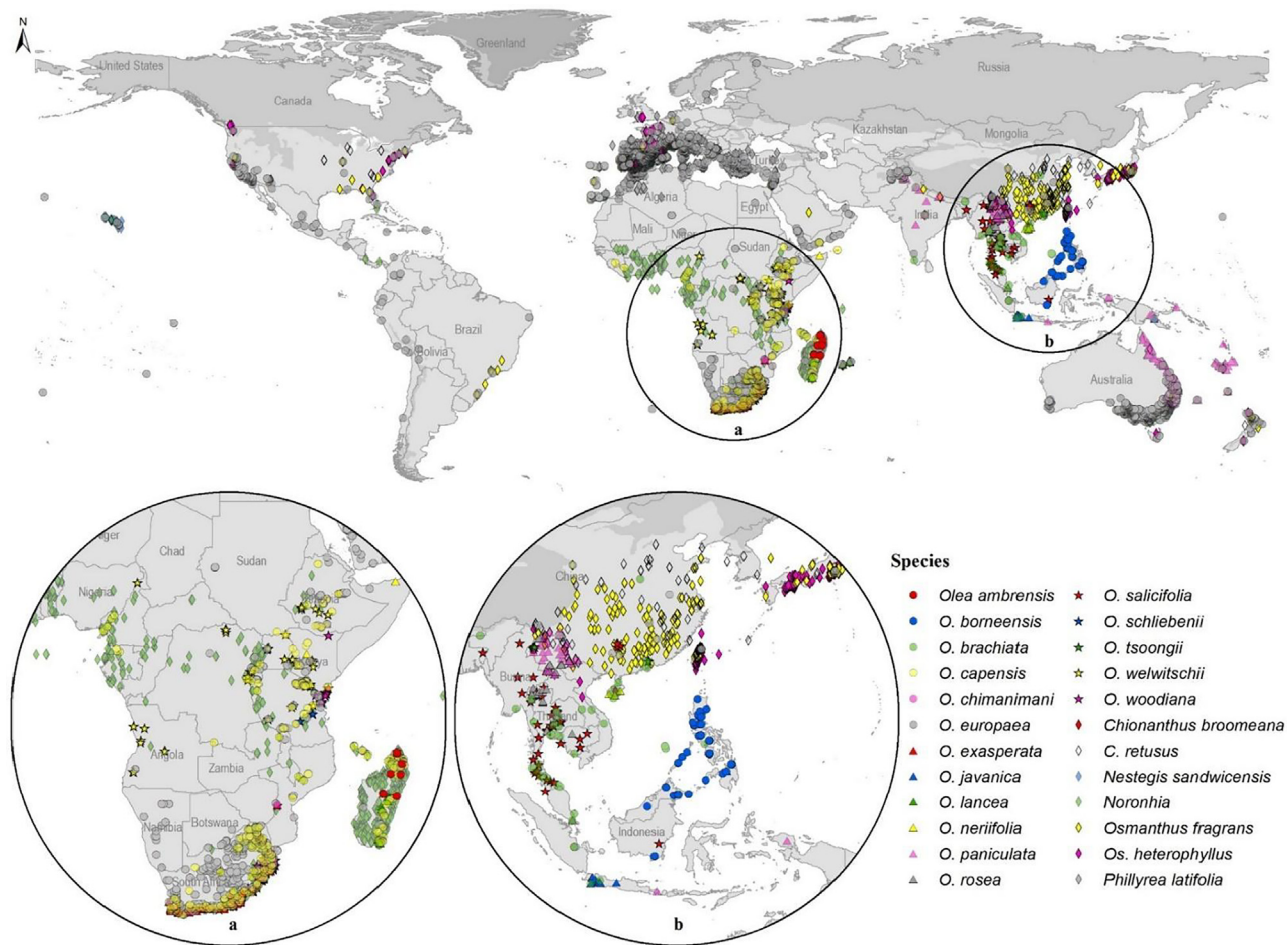 N
Greenland
United States
Russia
Canada
Kazakhstan
Mongolia
Turkey
Algeria
Egypt
India
Mali
Niger
Sudan
Brazil
Bolivia
Australia
a
b
Chad
Sudan
Nigeria
Angola
Zambia
Namibia
Botswana
South Africa
a
China
Burma
Thailand
Indonesia
b
Species
Olea ambrensis
O. borneensis
O. brachiata
O. capensis
O. chimanimani
O. europaea
O. exasperata
O. javanica
O. lancea
O. neriifolia
O. paniculata
O. rosea
O. salicifolia
O. schliebenii
O. tsoongii
O. welwitschii
O. woodiana
Chionanthus broomeana
C. retusus
Nestegis sandwicensis
Noronhia
Osmanthus fragrans
Os. heterophyllus
Phillyrea latifolia